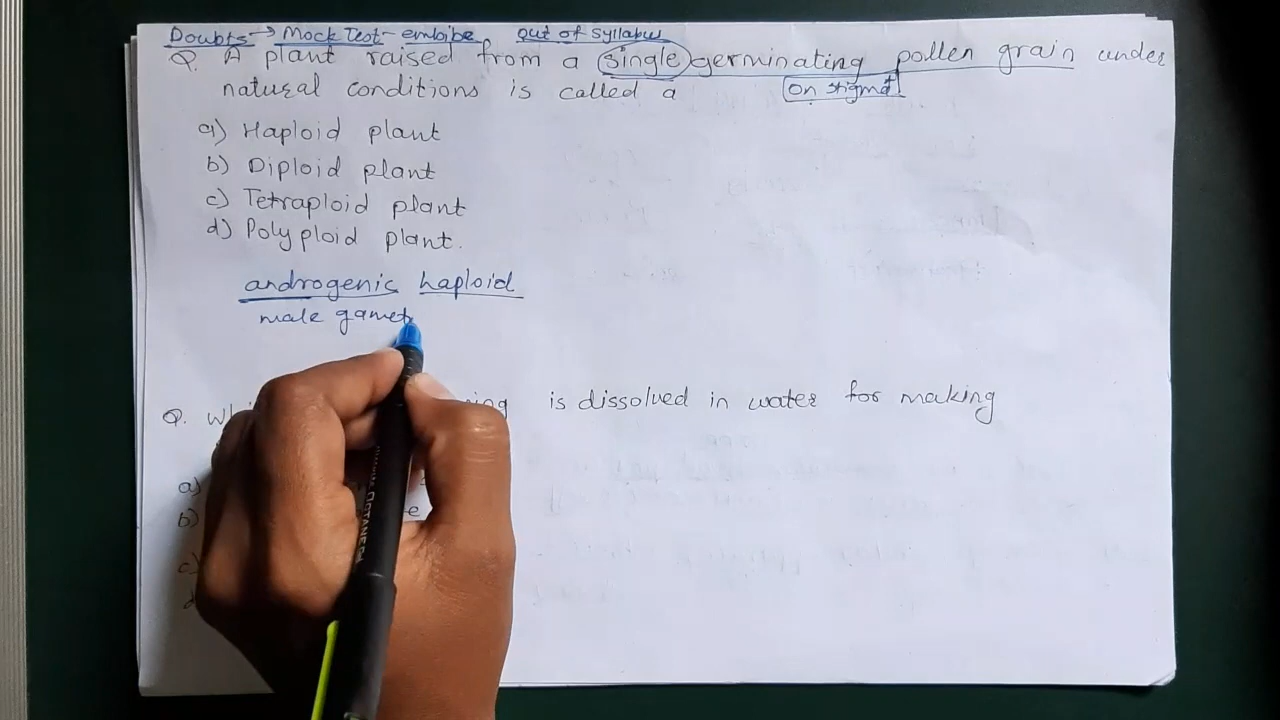 Doubts → Mock Test - embibe out of syllabus
Q. A plant raised from a single germinating pollen grain under
natural conditions is called a on stigma
a) Haploid plant
b) Diploid plant
c) Tetraploid plant
d) Polyploid plant.
androgenic haploid
male gamet
Q. is dissolved in water for making
a)
b)
c)